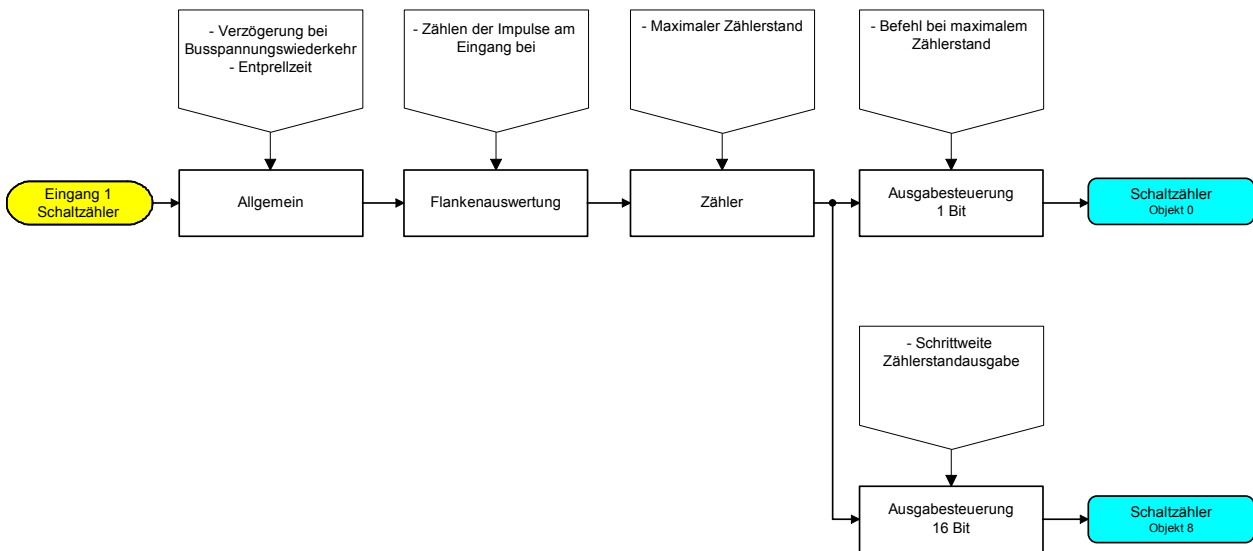 - Verzögerung bei
Busspannungswiederkehr
- Entprellzeit
- Zählen der Impulse am
Eingang bei
- Maximaler Zählerstand
- Befehl bei maximalem
Zählerstand
Eingang 1
Schaltzähler
Allgemein
Flankenauswertung
Zähler
Ausgabesteuerung
1 Bit
Schaltzähler
Objekt 0
- Schrittweite
Zählerstandausgabe
Ausgabesteuerung
16 Bit
Schaltzähler
Objekt 8